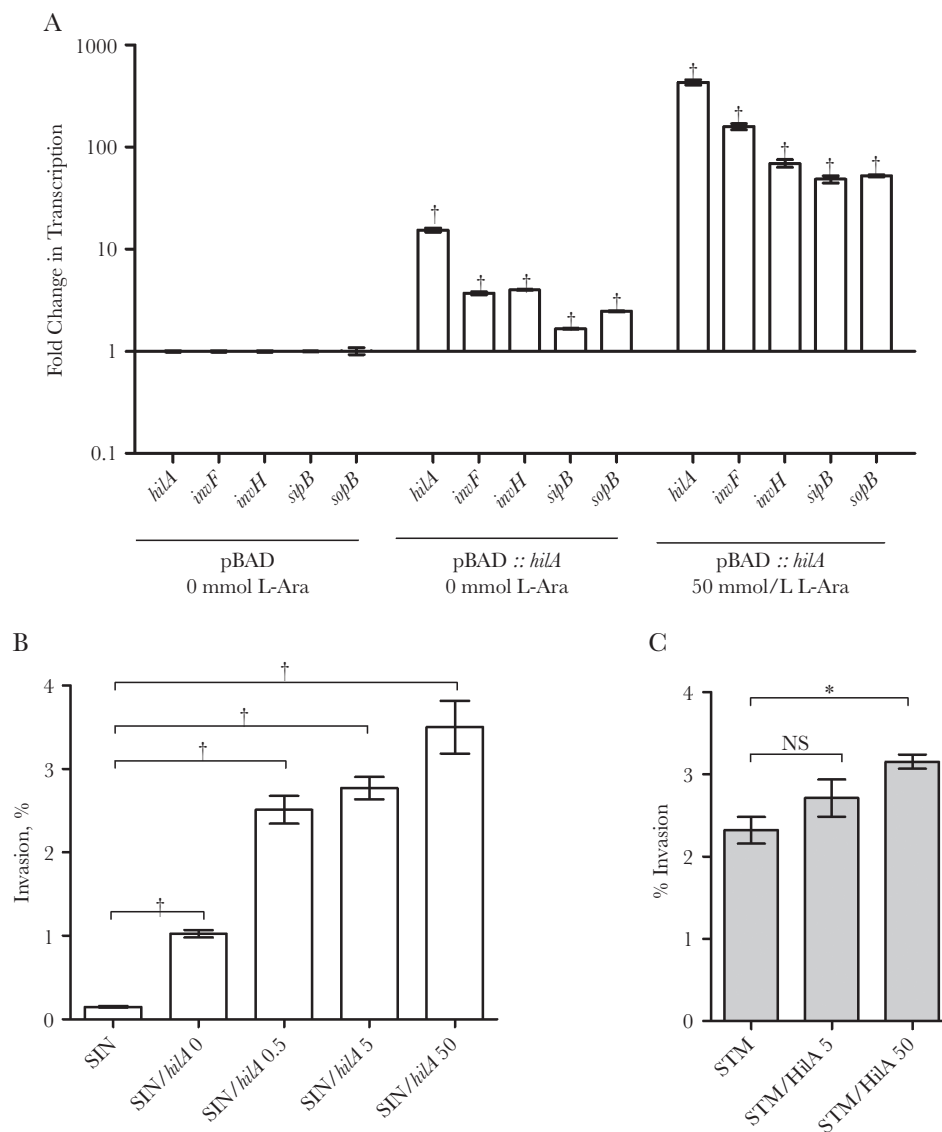 A
1000
100
10
1
0.1
Fold Change in Transcription
† † † † † † † † † †
hilA invF invH sipB sopB hilA invF invH sipB sopB hilA invF invH sipB sopB
pBAD pBAD :: hilA pBAD :: hilA
0 mmol L-Ara 0 mmol L-Ara 50 mmol/L L-Ara
B
4
3
2
1
0
Invasion, %
†
†
†
†
SIN SIN/hilA 0 SIN/hilA 0.5 SIN/hilA 5 SIN/hilA 50
C
4
3
2
1
0
% Invasion
*
NS
STM STM/HilA 5 STM/HilA 50